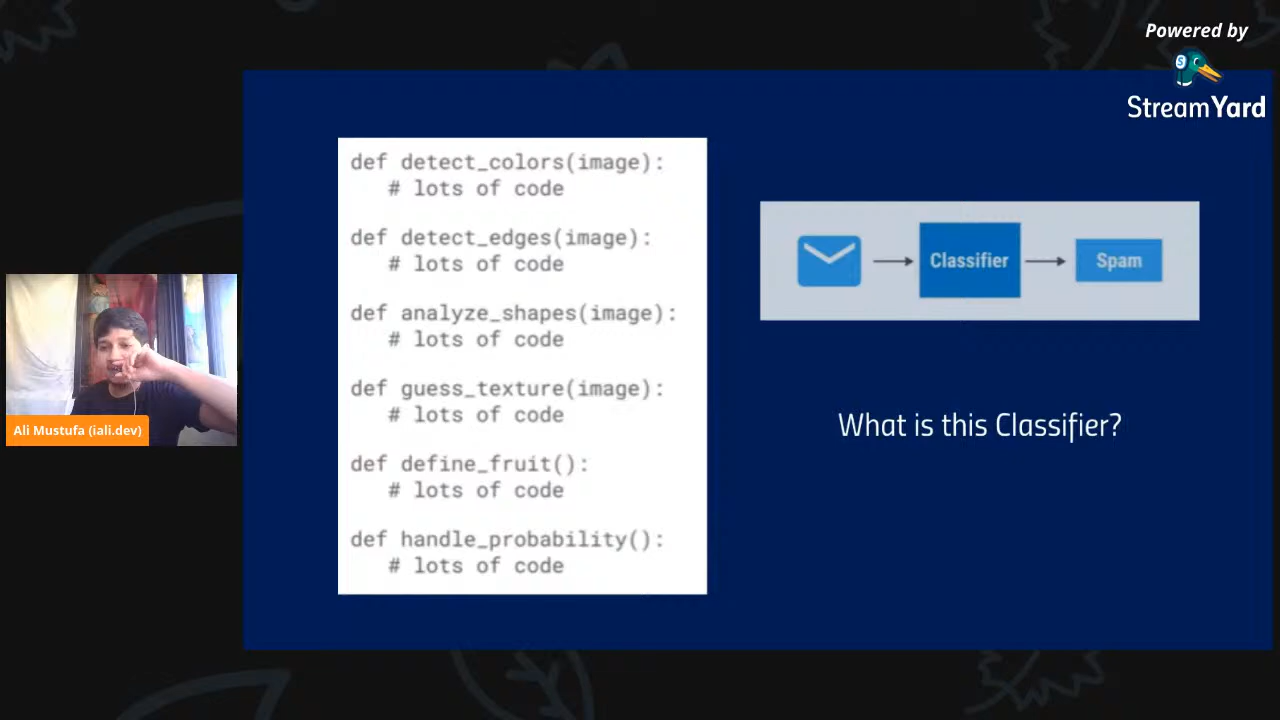 Powered by
StreamYard
def detect_colors(image):
# lots of code
def detect_edges(image):
# lots of code
def analyze_shapes(image):
# lots of code
def guess_texture(image):
# lots of code
def define_fruit():
# lots of code
def handle_probability():
# lots of code
Classifier
Spam
What is this Classifier?
Ali Mustufa (iali.dev)